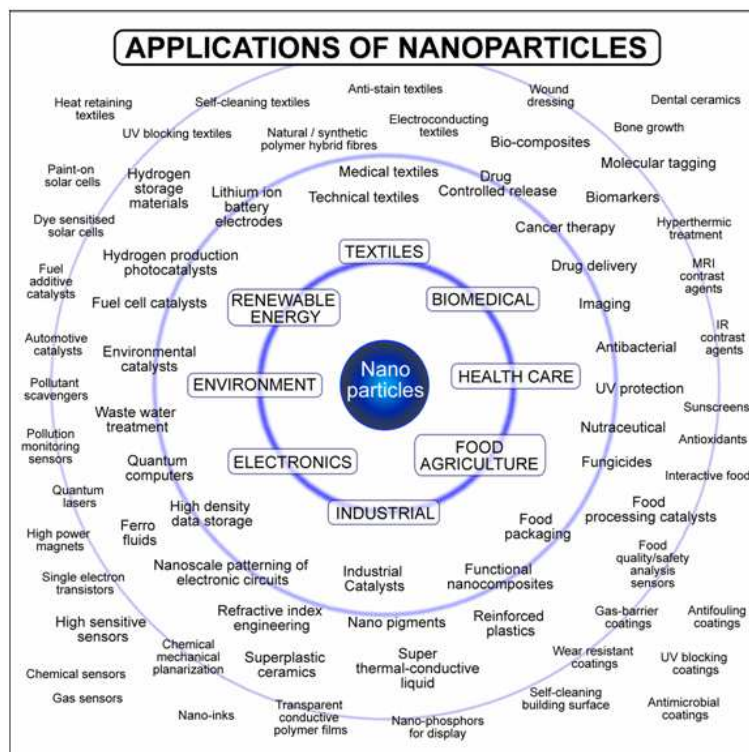 APPLICATIONS OF NANOPARTICLES
Anti-stain textiles
Wound
dressing
Heat retaining
textiles
Self-cleaning textiles
Dental ceramics
UV blocking textiles
Natural / synthetic
polymer hybrid fibres
Electroconducting
textiles
Bio-composites
Bone growth
Molecular tagging
Paint-on
solar cells
Hydrogen
storage
materials
Lithium ion
battery
electrodes
Medical textiles
Technical textiles
Drug
Controlled release
Biomarkers
Dye sensitised
solar cells
Cancer therapy
Hyperthermic
treatment
Hydrogen production
photocatalysts
TEXTILES
Drug delivery
MRI
contrast
agents
Fuel
additive
catalysts
Fuel cell catalysts
RENEWABLE
ENERGY
BIOMEDICAL
Imaging
IR
contrast
agents
Automotive
catalysts
Environmental
catalysts
Antibacterial
Nano
particles
Pollutant
scavengers
ENVIRONMENT
HEALTH CARE
UV protection
Sunscreens
Waste water
treatment
Nutraceutical
Antioxidants
Pollution
monitoring
sensors
Quantum
computers
ELECTRONICS
FOOD
AGRICULTURE
Fungicides
Interactive food
Quantum
lasers
High density
data storage
INDUSTRIAL
Food
packaging
Food
processing catalysts
High power
magnets
Ferro
fluids
Food
quality/safety
analysis
sensors
Single electron
transistors
Nanoscale patterning of
electronic circuits
Industrial
Catalysts
Functional
nanocomposites
High sensitive
sensors
Refractive index
engineering
Nano pigments
Reinforced
plastics
Gas-barrier
coatings
Antifouling
coatings
Chemical
mechanical
planarization
Superplastic
ceramics
Super
thermal-conductive
liquid
Wear resistant
coatings
UV blocking
coatings
Chemical sensors
Gas sensors
Self-cleaning
building surface
Antimicrobial
coatings
Nano-inks
Transparent
conductive
polymer films
Nano-phosphors
for display